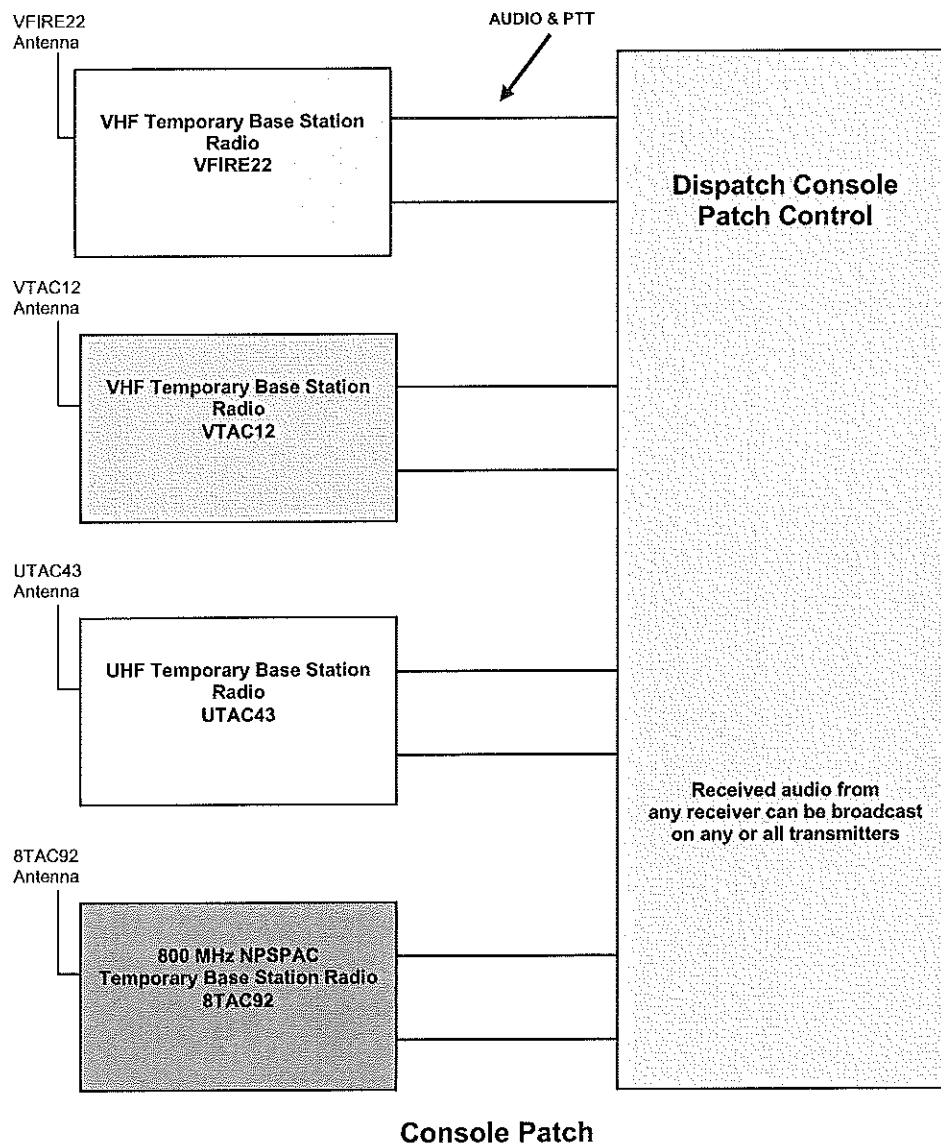 VFIRE22
Antenna
AUDIO & PTT
VHF Temporary Base Station
Radio
VFIRE22
Dispatch Console
Patch Control
VTAC12
Antenna
VHF Temporary Base Station
Radio
VTAC12
UTAC43
Antenna
UHF Temporary Base Station
Radio
UTAC43
Received audio from
any receiver can be broadcast
on any or all transmitters
8TAC92
Antenna
800 MHz NPSPAC
Temporary Base Station Radio
8TAC92
Console Patch